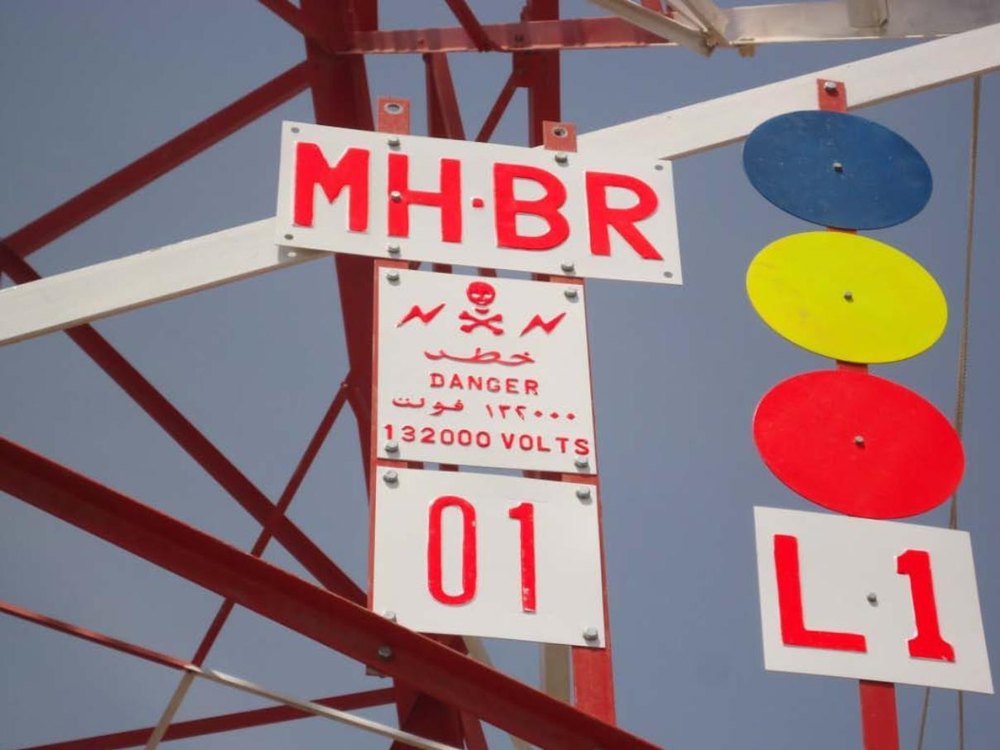 MH·BR
خطر
DANGER
١٣٢٠٠٠ فولت
132000 VOLTS
01
L1